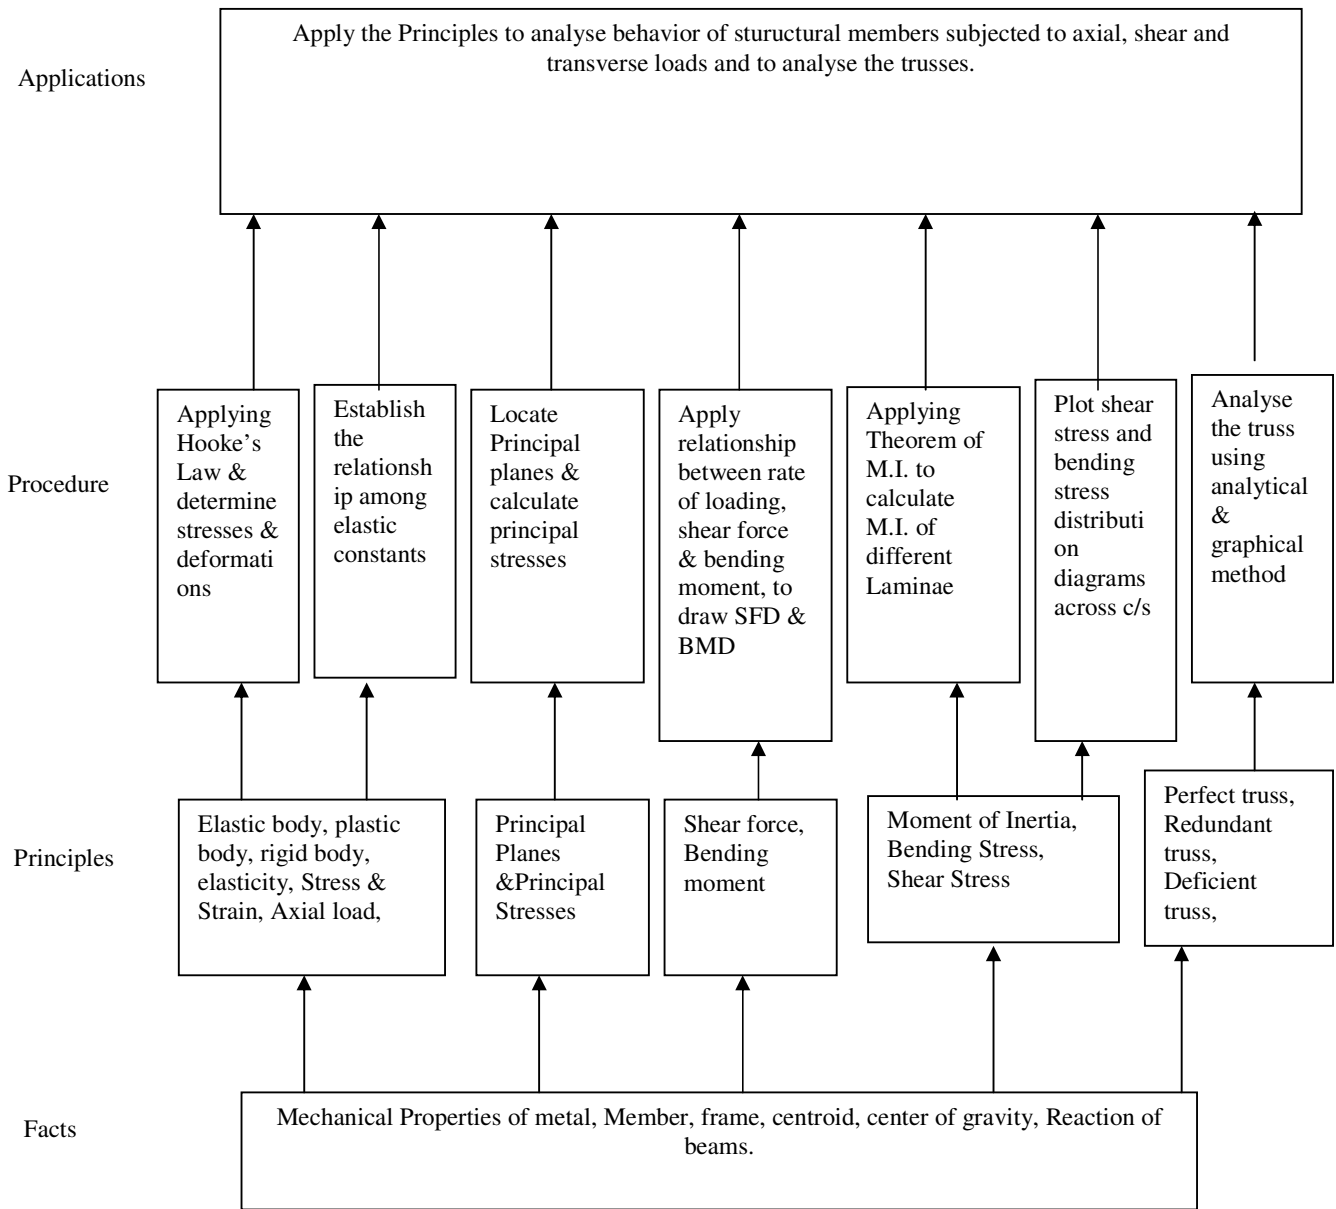 Applications
Apply the Principles to analyse behavior of sturuc­tural members subjected to axial, shear and
transverse loads and to analyse the trusses.
Procedure
Applying
Hooke's
Law &
determine
stresses &
deformati
ons
Establish
the
relationsh
ip among
elastic
constants
Locate
Principal
planes &
calculate
principal
stresses
Apply
relationship
between rate
of loading,
shear force
& bending
moment, to
draw SFD &
BMD
Applying
Theorem of
M.I. to
calculate
M.I. of
different
Laminae
Plot shear
stress and
bending
stress
distributi
on
diagrams
across c/s
Analyse
the truss
using
analytical
&
graphical
method
Principles
Elastic body, plastic
body, rigid body,
elasticity, Stress &
Strain, Axial load,
Principal
Planes
&Principal
Stresses
Shear force,
Bending
moment
Moment of Inertia,
Bending Stress,
Shear Stress
Perfect truss,
Redundant
truss,
Deficient
truss,
Facts
Mechanical Properties of metal, Member, frame, centroid, center of gravity, Reaction of
beams.